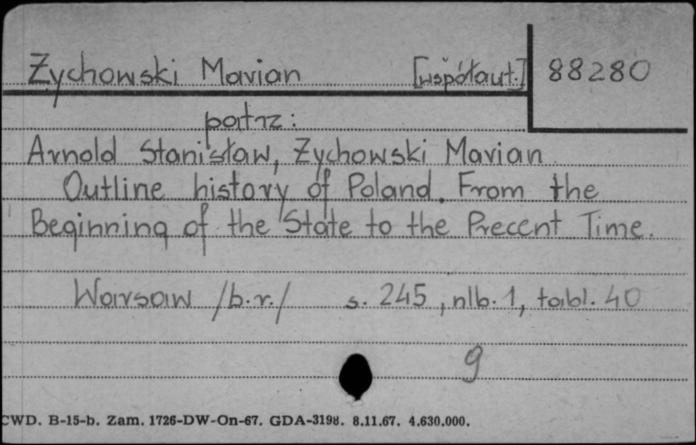 Żychowski Marian [współaut.] 88280
patrz:
Arnold Stanisław, Żychowski Marian
Outline history of Poland. From the
Beginning of the State to the Precent Time.
Warsaw /b.r./ s. 245, nlb. 1, tabl. 40
g
CWD. B-15-b. Zam. 1726-DW-On-67. GDA-3198. 8.11.67. 4.630.000.